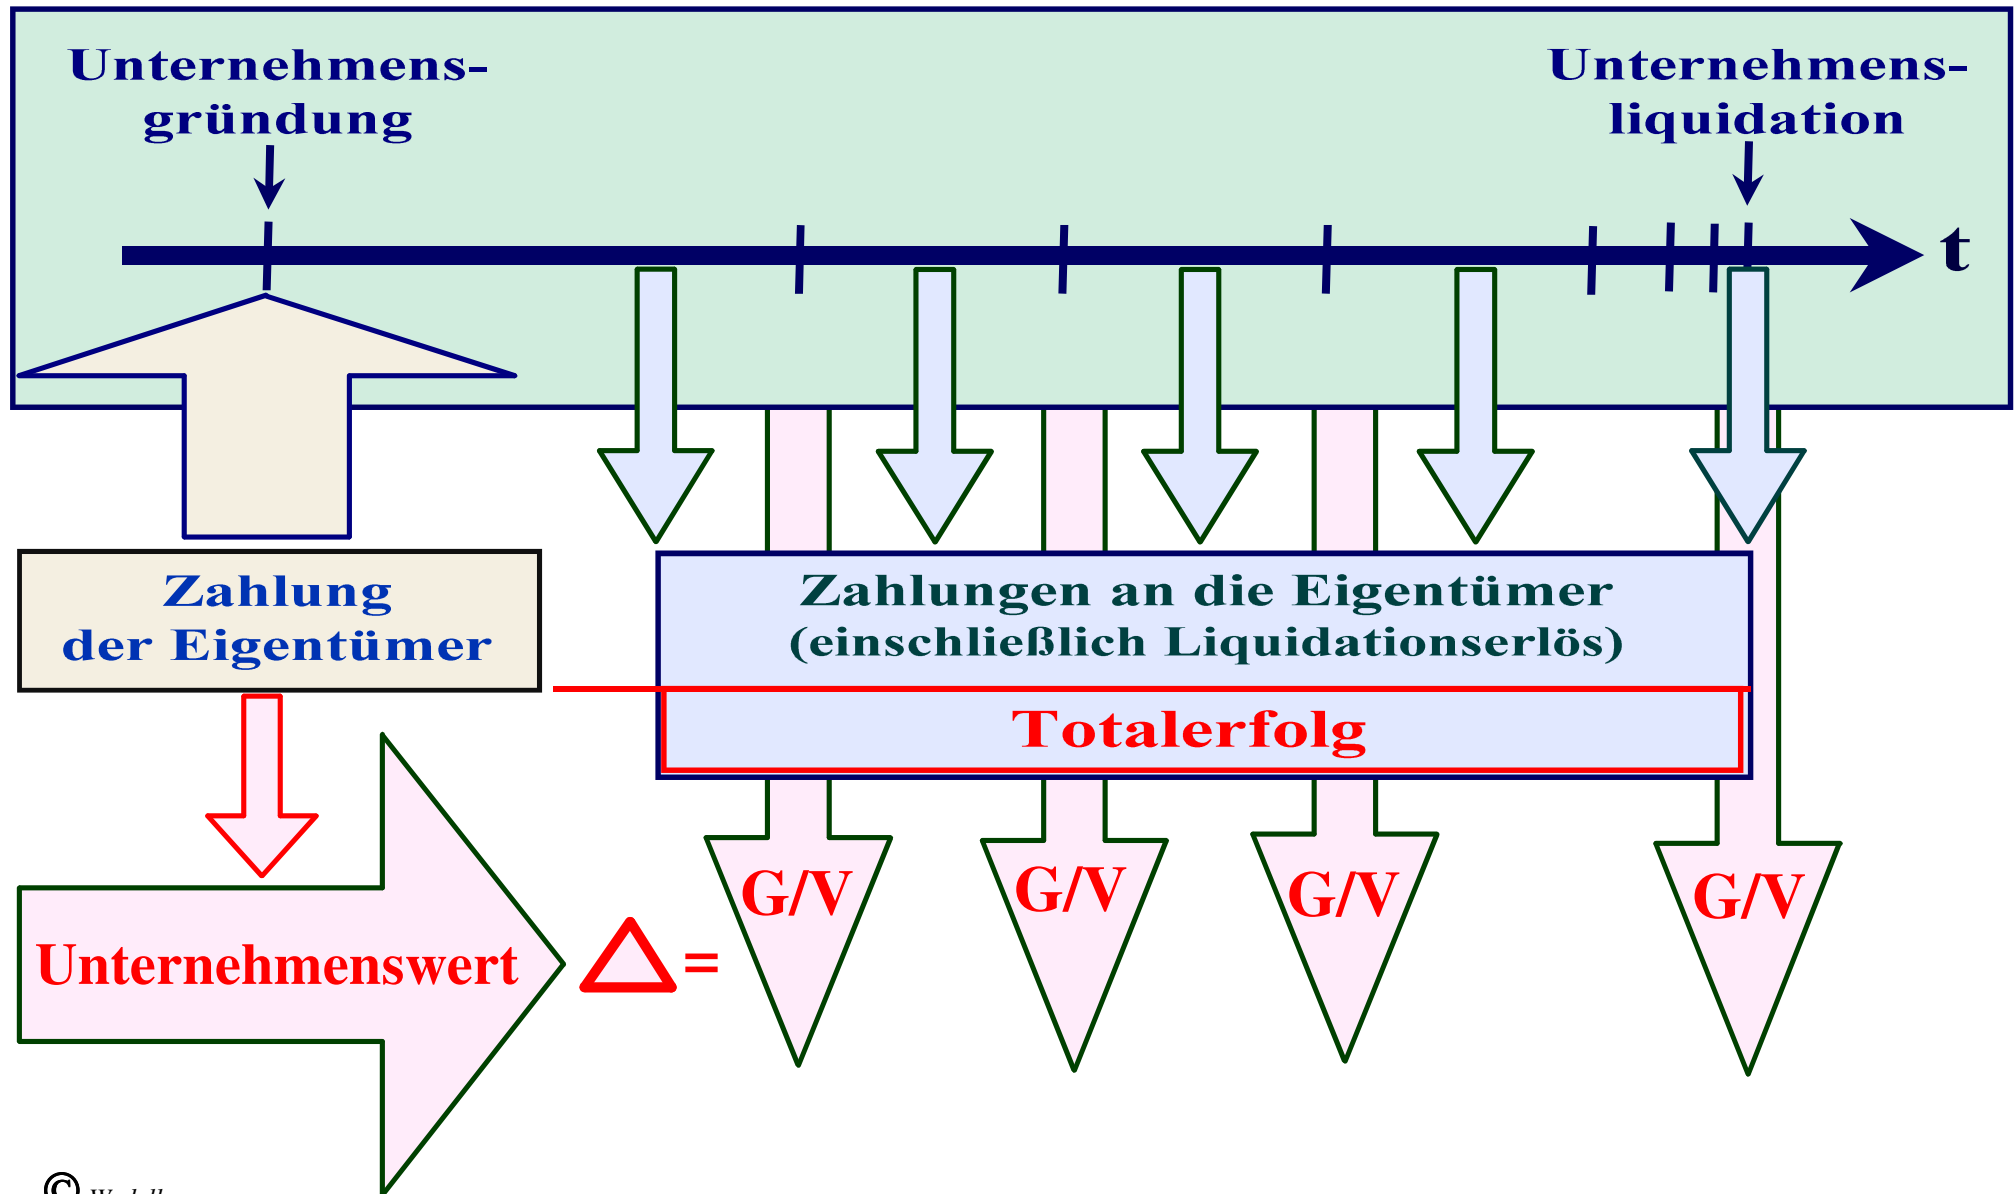 Unternehmens-
gründung
Unternehmens-
liquidation
t
Zahlung
der Eigentümer
Zahlungen an die Eigentümer
(einschließlich Liquidationserlös)
Totalerfolg
G/V
G/V
G/V
G/V
Unternehmenswert
Δ =
©